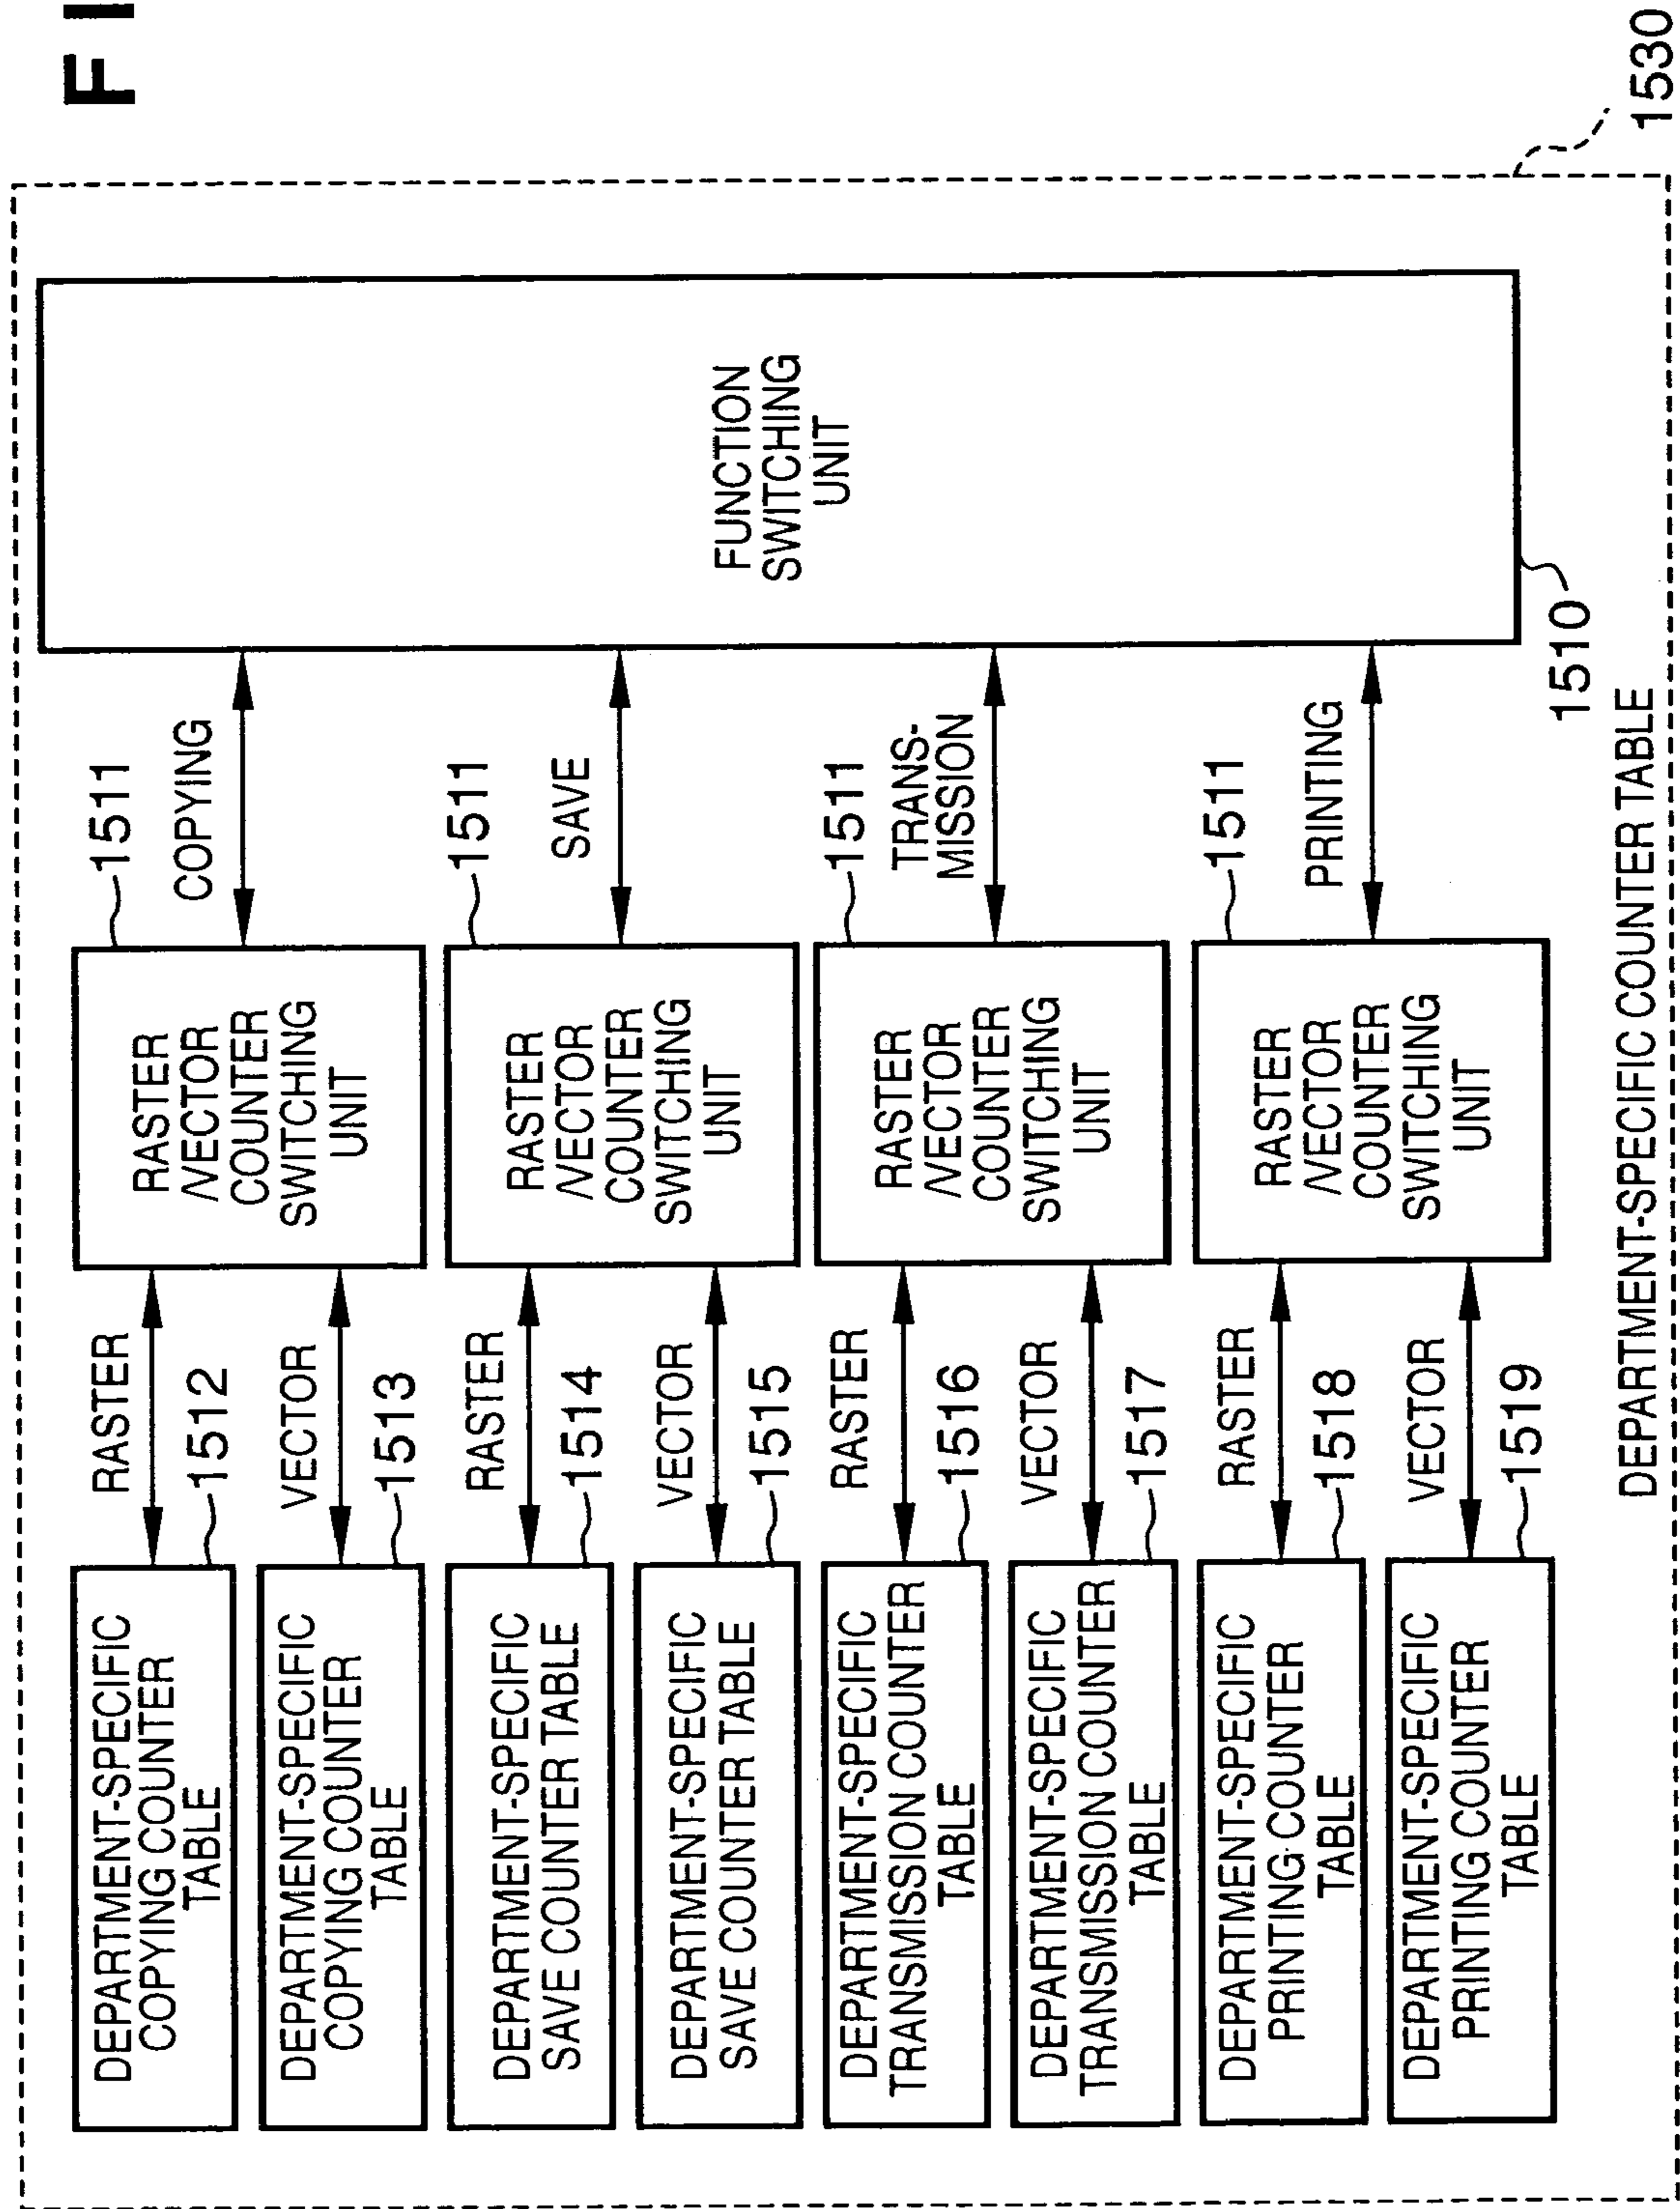 F I
1530
DEPARTMENT-SPECIFIC
COPYING COUNTER
TABLE
1512
RASTER
DEPARTMENT-SPECIFIC
COPYING COUNTER
TABLE
1513
VECTOR
RASTER
/VECTOR
COUNTER
SWITCHING
UNIT
1511
COPYING
DEPARTMENT-SPECIFIC
SAVE COUNTER TABLE
1514
RASTER
DEPARTMENT-SPECIFIC
SAVE COUNTER TABLE
1515
VECTOR
RASTER
/VECTOR
COUNTER
SWITCHING
UNIT
1511
SAVE
DEPARTMENT-SPECIFIC
TRANSMISSION COUNTER
TABLE
1516
RASTER
DEPARTMENT-SPECIFIC
TRANSMISSION COUNTER
TABLE
1517
VECTOR
RASTER
/VECTOR
COUNTER
SWITCHING
UNIT
1511
TRANS-
MISSION
DEPARTMENT-SPECIFIC
PRINTING COUNTER
TABLE
1518
RASTER
DEPARTMENT-SPECIFIC
PRINTING COUNTER
TABLE
1519
VECTOR
RASTER
/VECTOR
COUNTER
SWITCHING
UNIT
1511
PRINTING
FUNCTION
SWITCHING
UNIT
1510
DEPARTMENT-SPECIFIC COUNTER TABLE